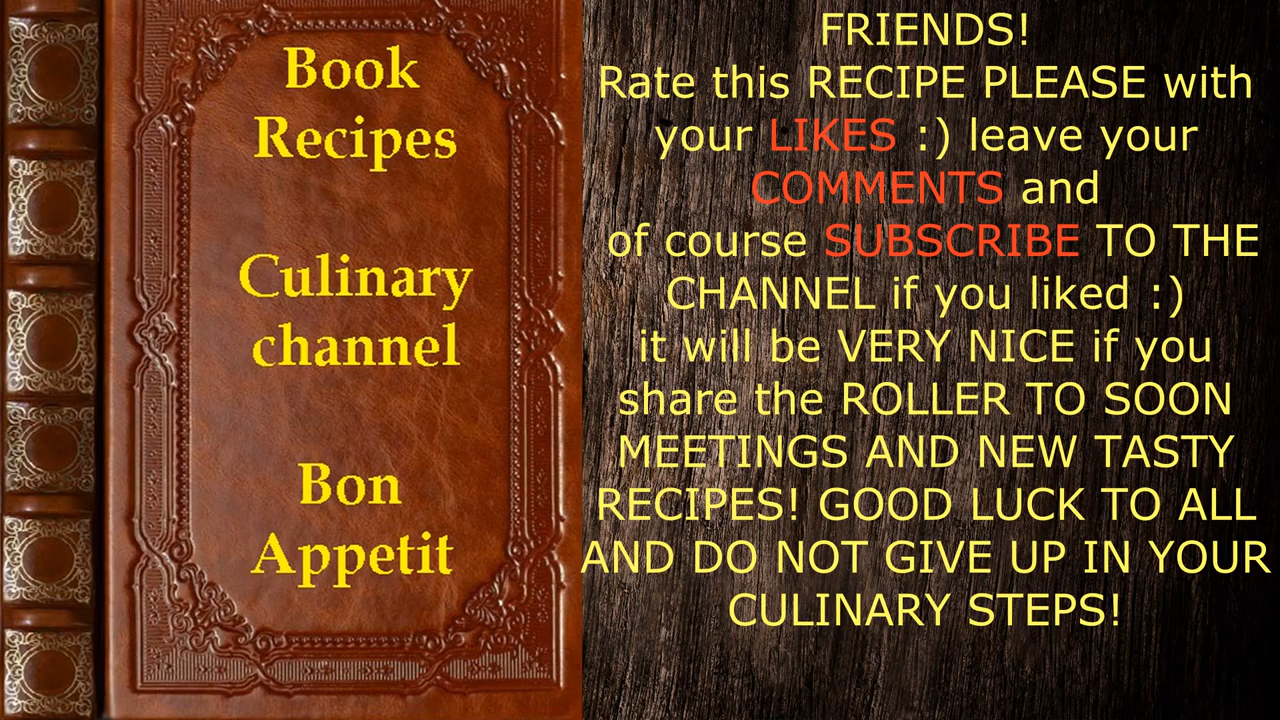 Book
Recipes
Culinary
channel
Bon
Appetit
FRIENDS!
Rate this RECIPE PLEASE with
your LIKES :) leave your
COMMENTS and
of course SUBSCRIBE TO THE
CHANNEL if you liked :)
it will be VERY NICE if you
share the ROLLER TO SOON
MEETINGS AND NEW TASTY
RECIPES! GOOD LUCK TO ALL
AND DO NOT GIVE UP IN YOUR
CULINARY STEPS!